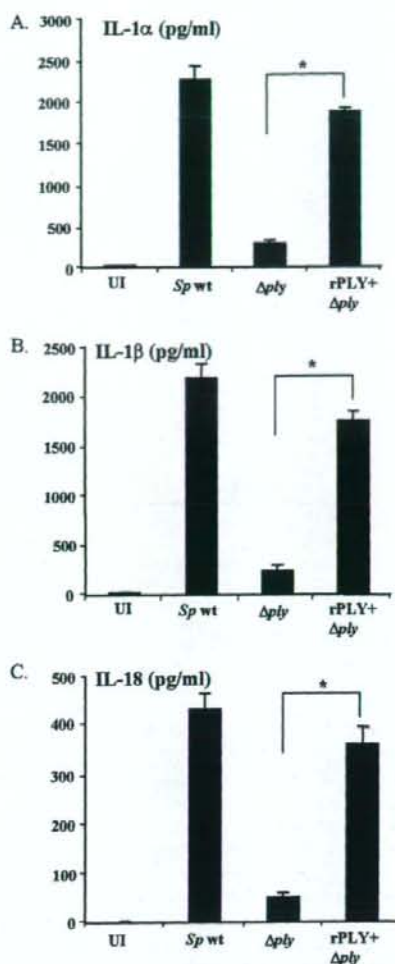 A.
IL-1α (pg/ml)
3000
2500
2000
1500
1000
500
0
*
UI
Sp wt
Δply
rPLY+
Δply
B.
IL-1β (pg/ml)
2500
2000
1500
1000
500
0
*
UI
Sp wt
Δply
rPLY+
Δply
C.
IL-18 (pg/ml)
500
400
300
200
100
0
*
UI
Sp wt
Δply
rPLY+
Δply